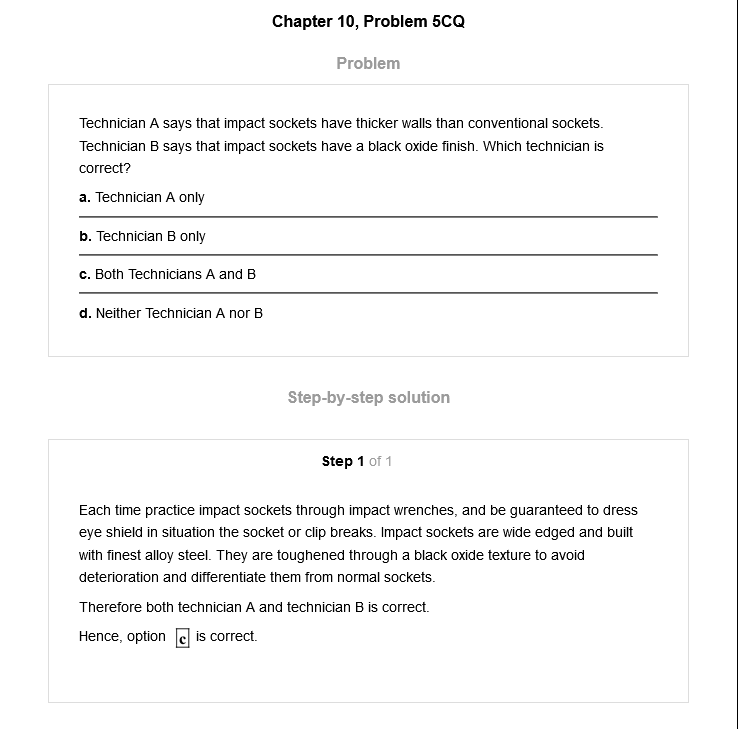 Chapter 10, Problem 5CQ
Problem
Technician A says that impact sockets have thicker walls than conventional sockets.
Technician B says that impact sockets have a black oxide finish. Which technician is
correct?
a. Technician A only
b. Technician B only
c. Both Technicians A and B
d. Neither Technician A nor B
Step-by-step solution
Step 1 of 1
Each time practice impact sockets through impact wrenches, and be guaranteed to dress
eye shield in situation the socket or clip breaks. Impact sockets are wide edged and built
with finest alloy steel. They are toughened through a black oxide texture to avoid
deterioration and differentiate them from normal sockets.
Therefore both technician A and technician B is correct.
Hence, option c is correct.